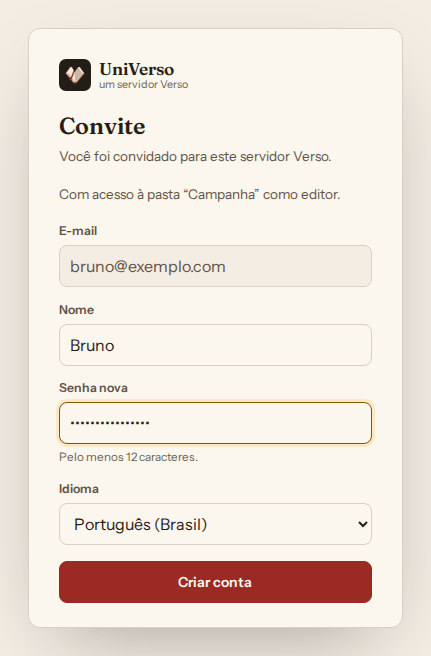 UniVerso
um servidor Verso
Convite
Você foi convidado para este servidor Verso.
Com acesso à pasta “Campanha” como editor.
E-mail
bruno@exemplo.com
Nome
Bruno
Senha nova
••••••••••••••••
Pelo menos 12 caracteres.
Idioma
Português (Brasil)
Criar conta